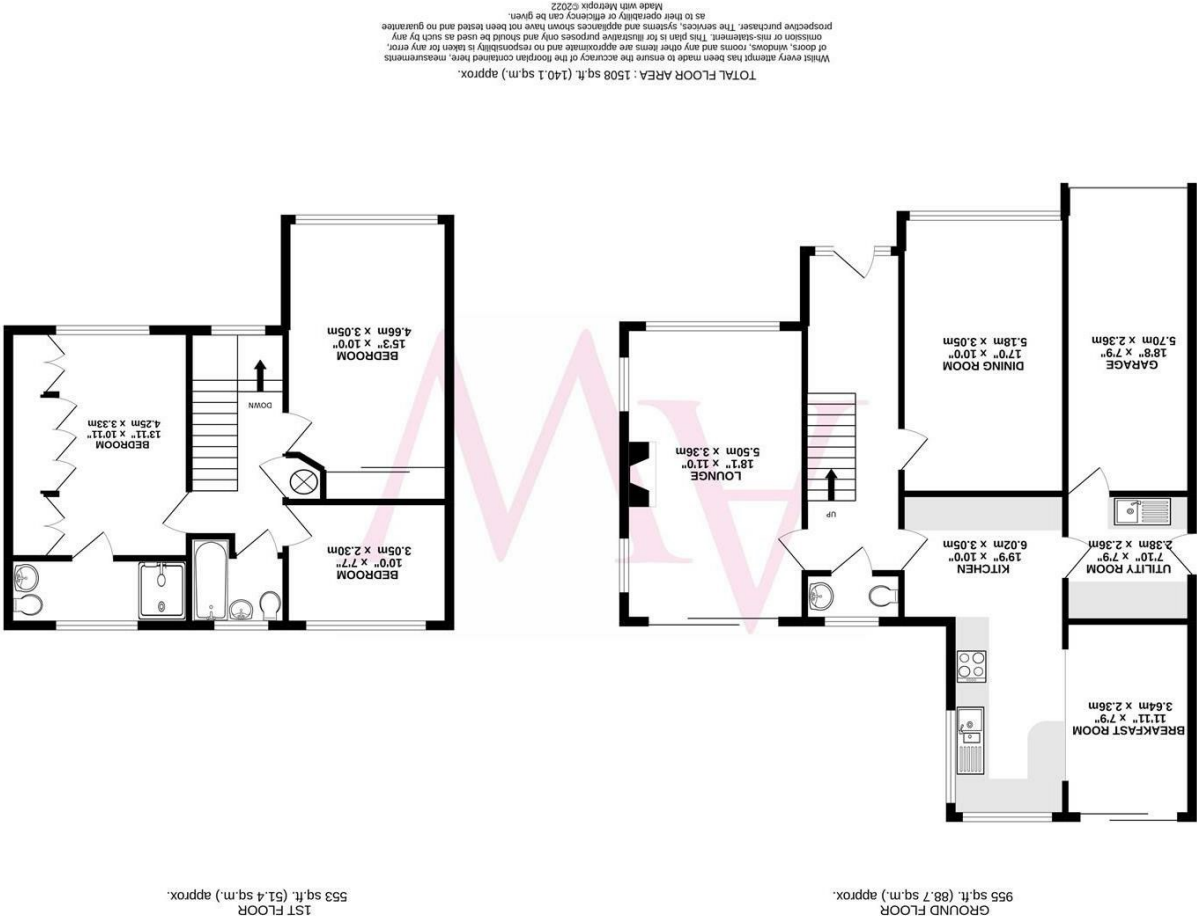 GROUND FLOOR
955 sq.ft. (88.7 sq.m.) approx.
1ST FLOOR
553 sq.ft. (51.4 sq.m.) approx.
BREAKFAST ROOM
11'11" x 7'9"
3.64m x 2.36m
UTILITY ROOM
7'10" x 7'9"
2.38m x 2.36m
KITCHEN
19'9" x 10'0"
6.02m x 3.05m
UP
LOUNGE
18'1" x 11'0"
5.50m x 3.36m
GARAGE
18'8" x 7'9"
5.70m x 2.36m
DINING ROOM
17'0" x 10'0"
5.18m x 3.05m
BEDROOM
10'0" x 7'7"
3.05m x 2.30m
BEDROOM
13'11" x 10'11"
4.25m x 3.33m
DOWN
BEDROOM
15'3" x 10'0"
4.66m x 3.05m
AW
TOTAL FLOOR AREA : 1508 sq.ft. (140.1 sq.m.) approx.
Whilst every attempt has been made to ensure the accuracy of the floorplan contained here, measurements
of doors, windows, rooms and any other items are approximate and no responsibility is taken for any error,
omission or mis-statement. This plan is for illustrative purposes only and should be used as such by any
prospective purchaser. The services, systems and appliances shown have not been tested and no guarantee
as to their operability or efficiency can be given.
Made with Metropix ©2022